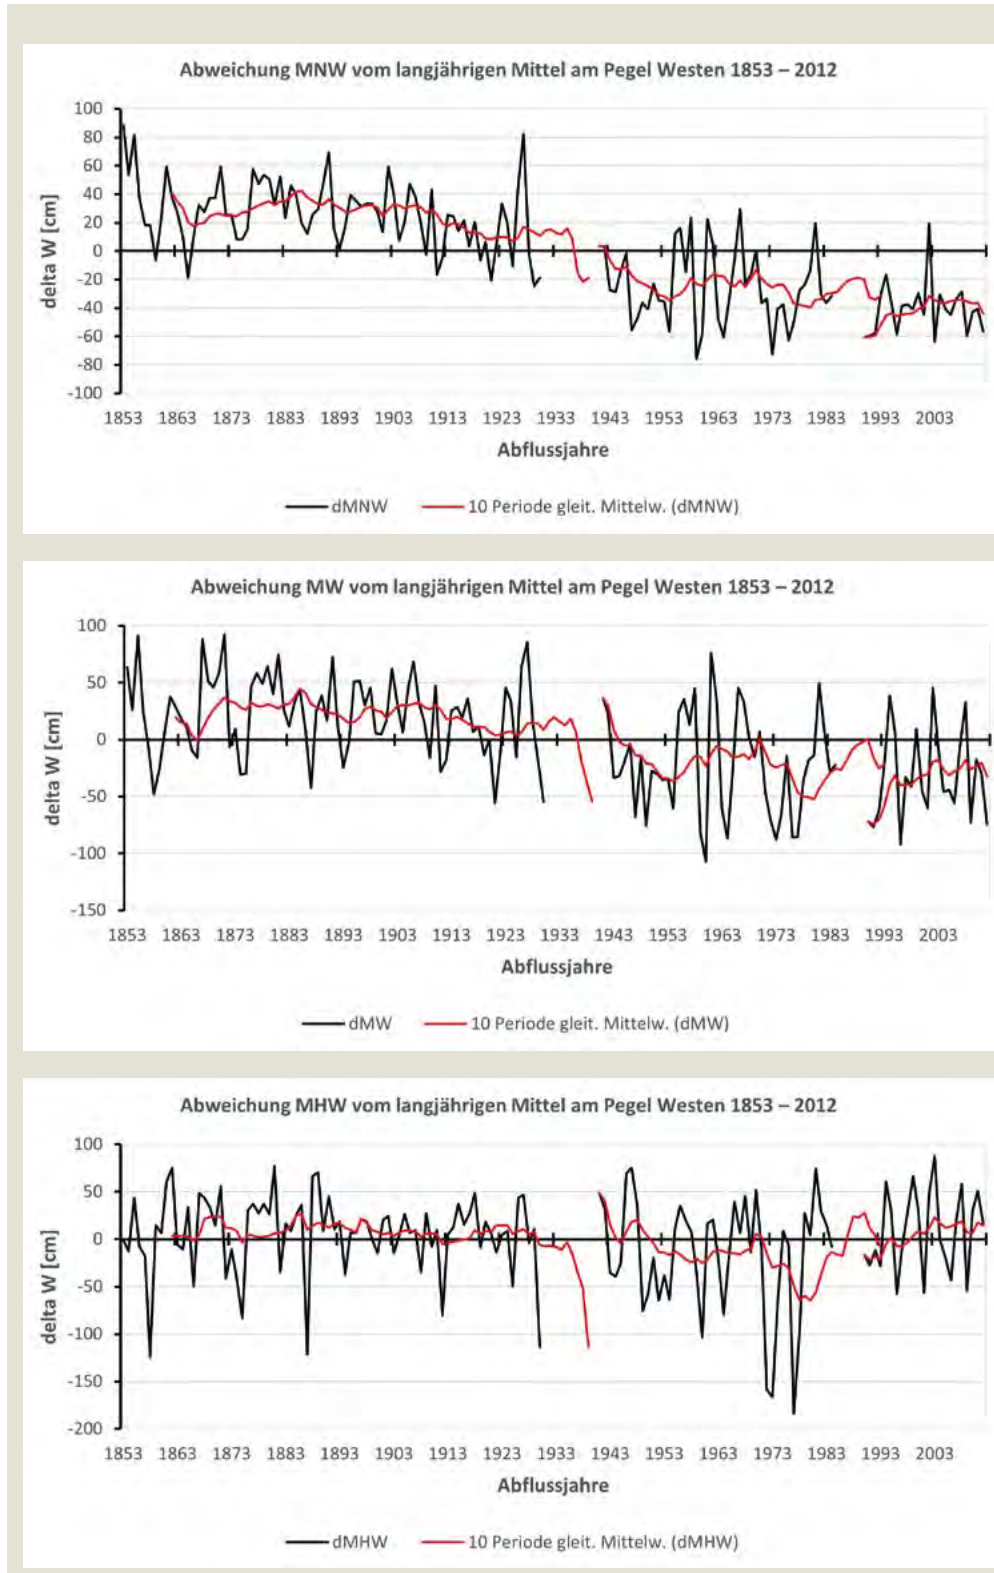 Abweichung MNW vom langjährigen Mittel am Pegel Westen 1853 – 2012
100
80
60
40
20
0
-20
-40
-60
-80
-100
delta W [cm]
1853 1863 1873 1883 1893 1903 1913 1923 1933 1943 1953 1963 1973 1983 1993 2003
Abflussjahre
dMNW 10 Periode gleit. Mittelw. (dMNW)
Abweichung MW vom langjährigen Mittel am Pegel Westen 1853 – 2012
100
50
0
-50
-100
-150
delta W [cm]
1853 1863 1873 1883 1893 1903 1913 1923 1933 1943 1953 1963 1973 1983 1993 2003
Abflussjahre
dMW 10 Periode gleit. Mittelw. (dMW)
Abweichung MHW vom langjährigen Mittel am Pegel Westen 1853 – 2012
100
50
0
-50
-100
-150
-200
delta W [cm]
1853 1863 1873 1883 1893 1903 1913 1923 1933 1943 1953 1963 1973 1983 1993 2003
Abflussjahre
dMHW 10 Periode gleit. Mittelw. (dMHW)